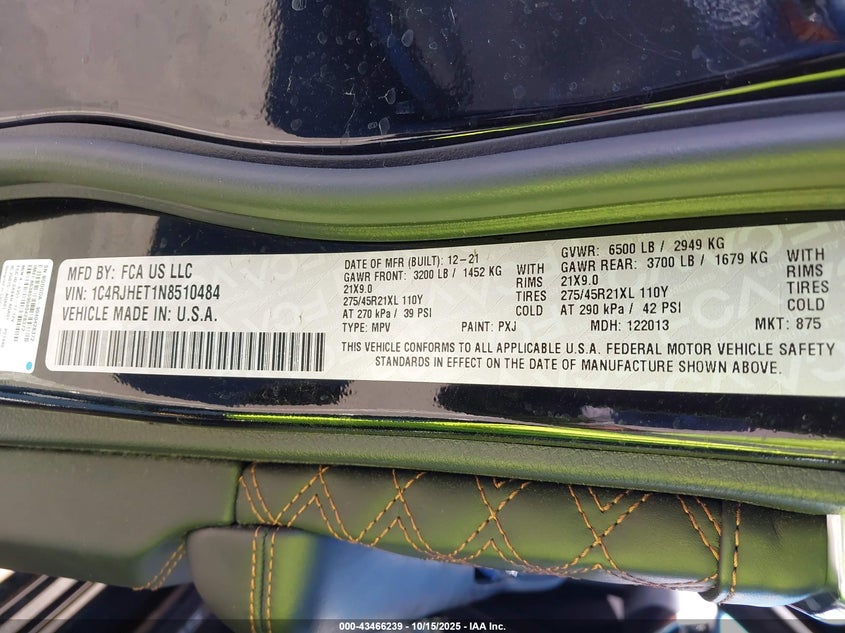 MFD BY: FCA US LLC
VIN: 1C4RJHET1N8510484
VEHICLE MADE IN U.S.A.
DATE OF MFR (BUILT): 12-21
GAWR FRONT: 3200 LB / 1452 KG
21X9.0
275/45R21XL 110Y
AT 270 kPa / 39 PSI
WITH
RIMS
TIRES
COLD
GVWR: 6500 LB / 2949 KG
GAWR REAR: 3700 LB / 1679 KG
21X9.0
275/45R21XL 110Y
AT 290 kPa / 42 PSI
WITH
RIMS
TIRES
COLD
TYPE: MPV PAINT: PXJ MDH: 122013 MKT: 875
THIS VEHICLE CONFORMS TO ALL APPLICABLE U.S.A. FEDERAL MOTOR VEHICLE SAFETY
STANDARDS IN EFFECT ON THE DATE OF MANUFACTURE SHOWN ABOVE.
000-43466239 - 10/15/2025 - IAA Inc.